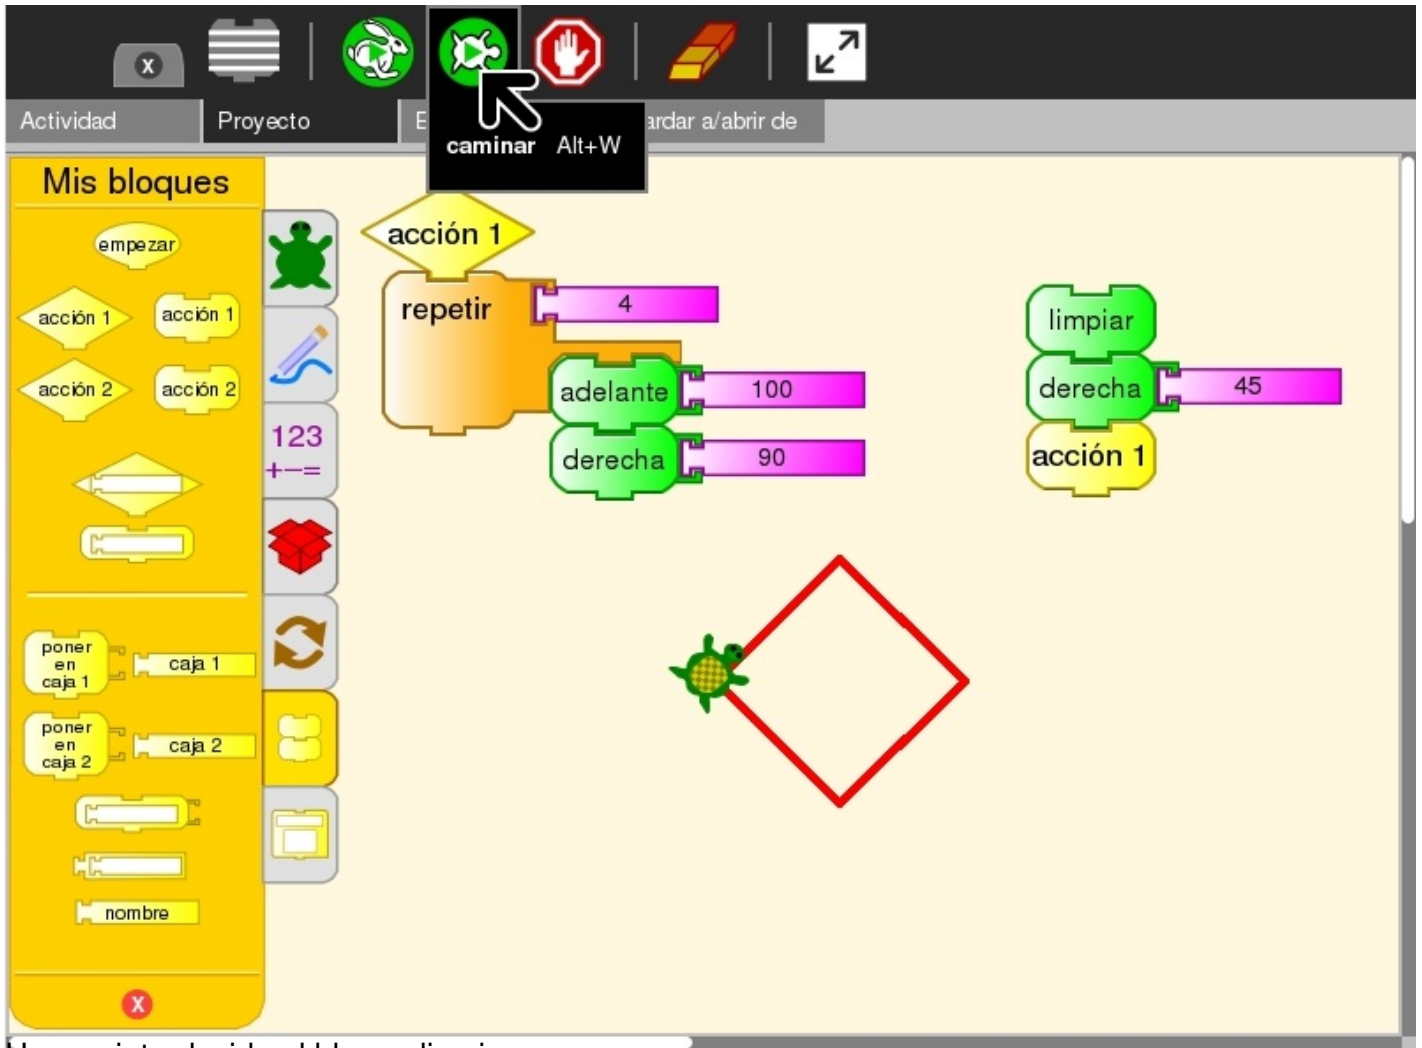 x
Actividad
Proyecto
E
ardar a/abrir de
caminar Alt+W
Mis bloques
empezar
acción 1
acción 1
acción 2
acción 2
poner
en
caja 1
caja 1
poner
en
caja 2
caja 2
nombre
X
123
+−=
acción 1
repetir
4
adelante
100
derecha
90
limpiar
derecha
45
acción 1